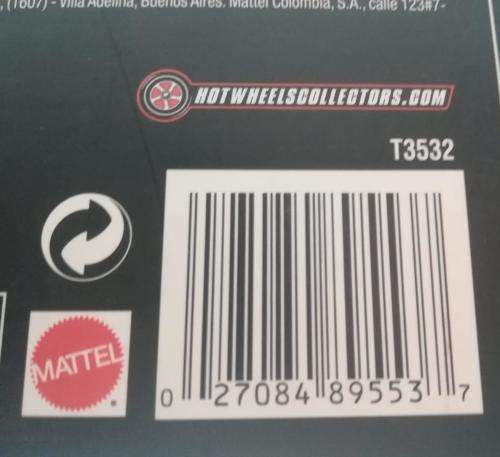 (1607) - Villa Adelina, Buenos Aires. Mattel Colombia, S.A., calle 123#7-
HOTWHEELSCOLLECTORS.COM
T3532
MATTEL
0 27084 89553 7